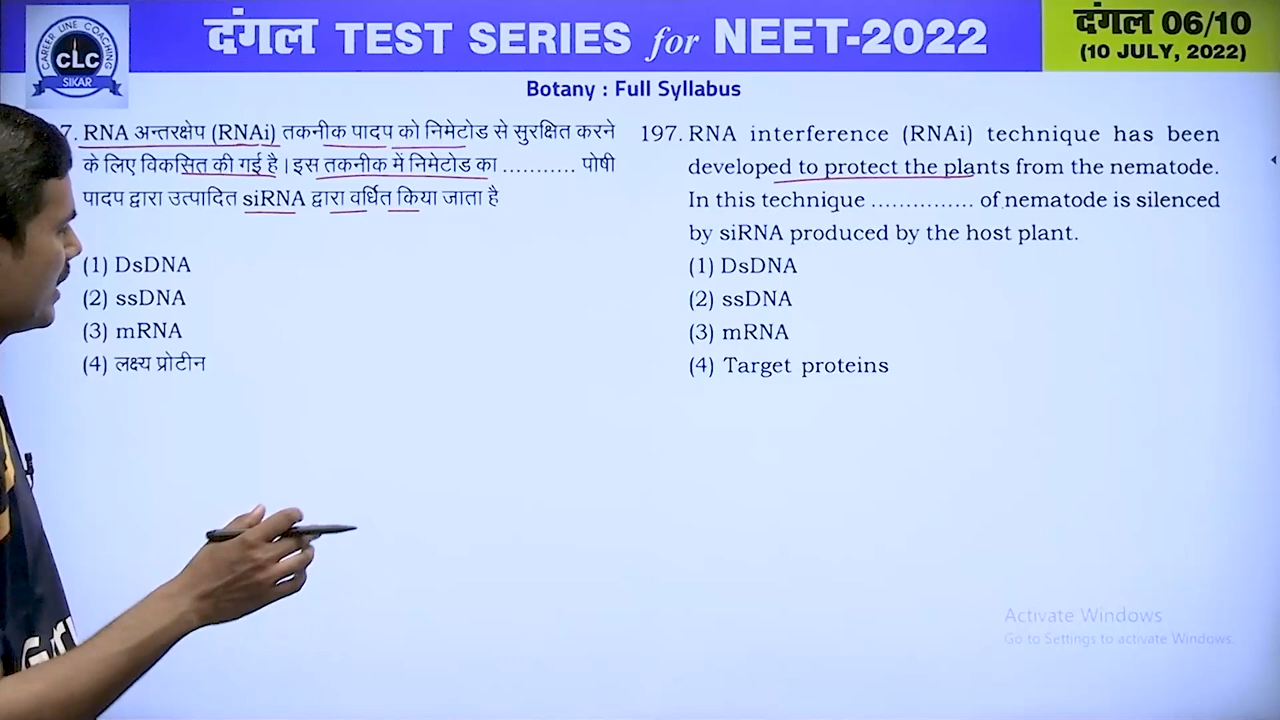 दंगल TEST SERIES for NEET-2022
दंगल 06/10
(10 JULY, 2022)
CAREER LINE COACHING
CLC
SIKAR
Botany : Full Syllabus
7. RNA अन्तरक्षेप (RNAi) तकनीक पादप को निमेटोड से सुरक्षित करने
के लिए विकसित की गई है। इस तकनीक में निमेटोड का ........... पोषी
पादप द्वारा उत्पादित siRNA द्वारा वर्धित किया जाता है
(1) DsDNA
(2) ssDNA
(3) mRNA
(4) लक्ष्य प्रोटीन
197. RNA interference (RNAi) technique has been
developed to protect the plants from the nematode.
In this technique ............... of nematode is silenced
by siRNA produced by the host plant.
(1) DsDNA
(2) ssDNA
(3) mRNA
(4) Target proteins
Activate Windows
Go to Settings to activate Windows.